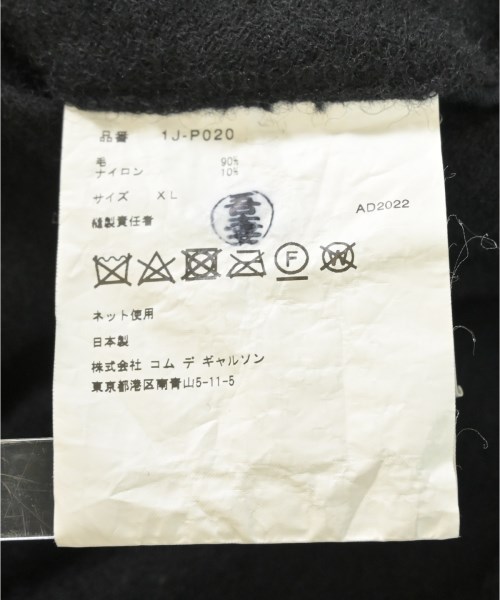 品番 1J-P020
毛 90%
ナイロン 10%
サイズ XL
縫製責任者
AD2022
F W
ネット使用
日本製
株式会社 コム デ ギャルソン
東京都港区南青山5-11-5